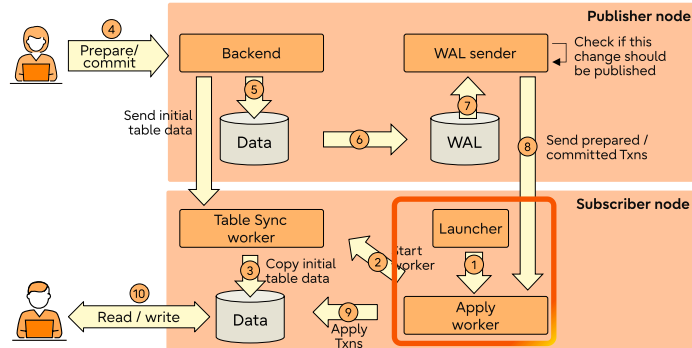 Publisher node
4
Prepare/
commit
Backend
WAL sender
Check if this
change should
be published
5
7
Send initial
table data
Data
6
WAL
8
Send prepared /
committed Txns
Subscriber node
Table Sync
worker
Launcher
2
Start
worker
1
3
Copy initial
table data
10
Read / write
Data
9
Apply
Txns
Apply
worker